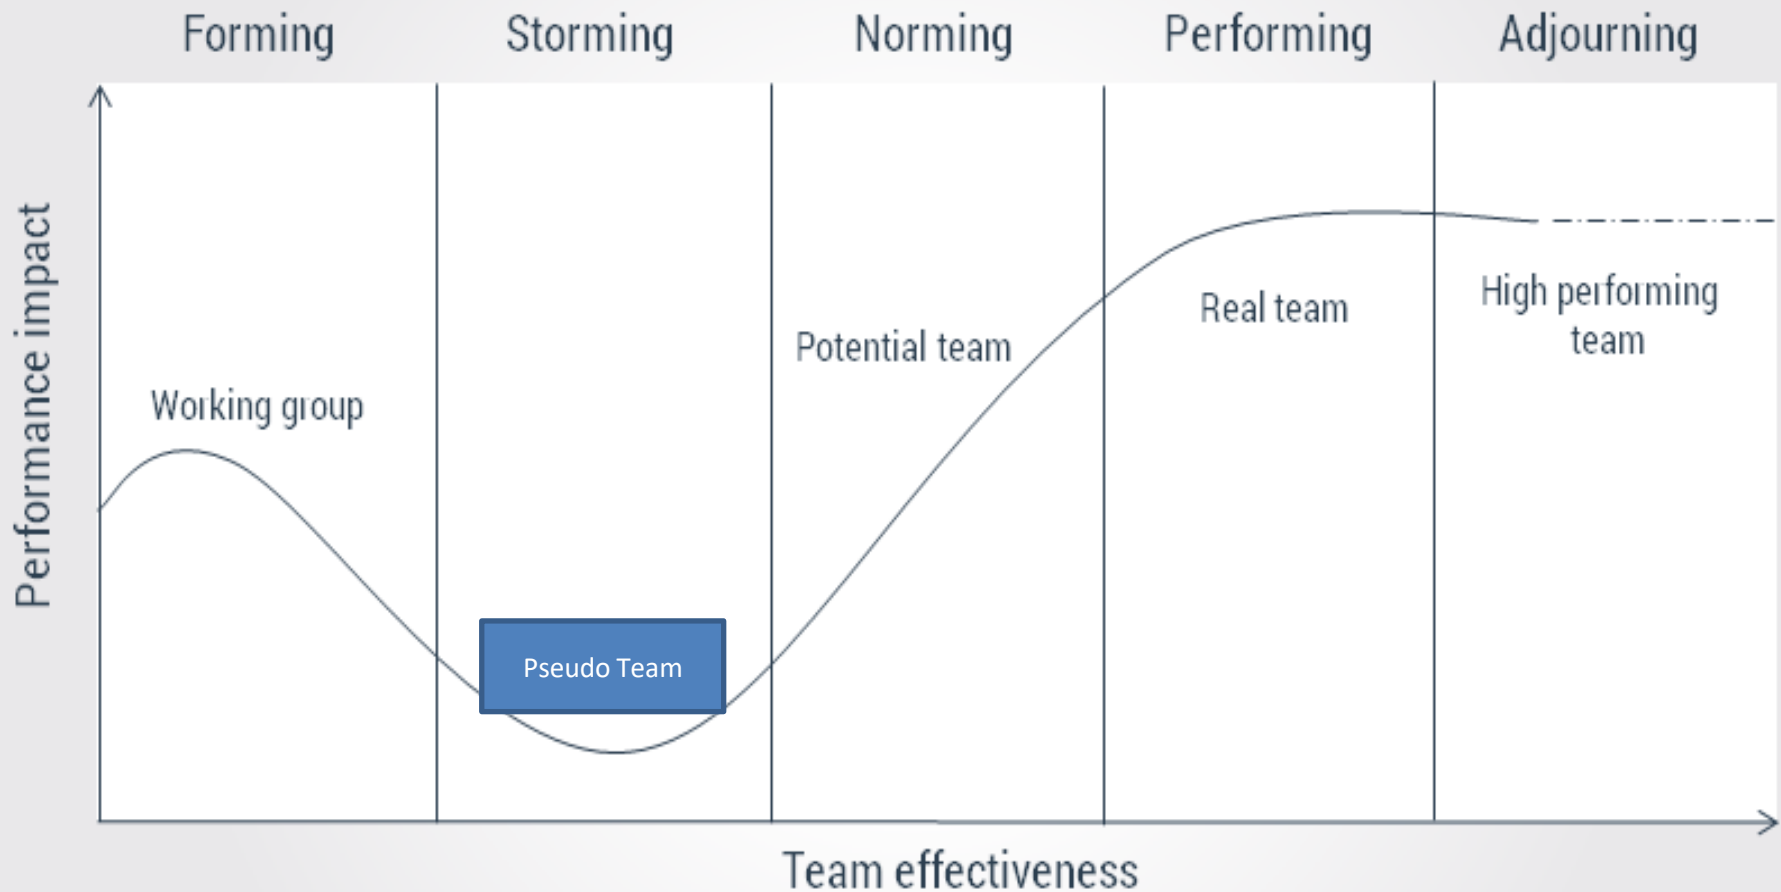 Forming
Storming
Norming
Performing
Adjourning
Performance impact
Working group
Pseudo Team
Potential team
Real team
High performing
team
Team effectiveness